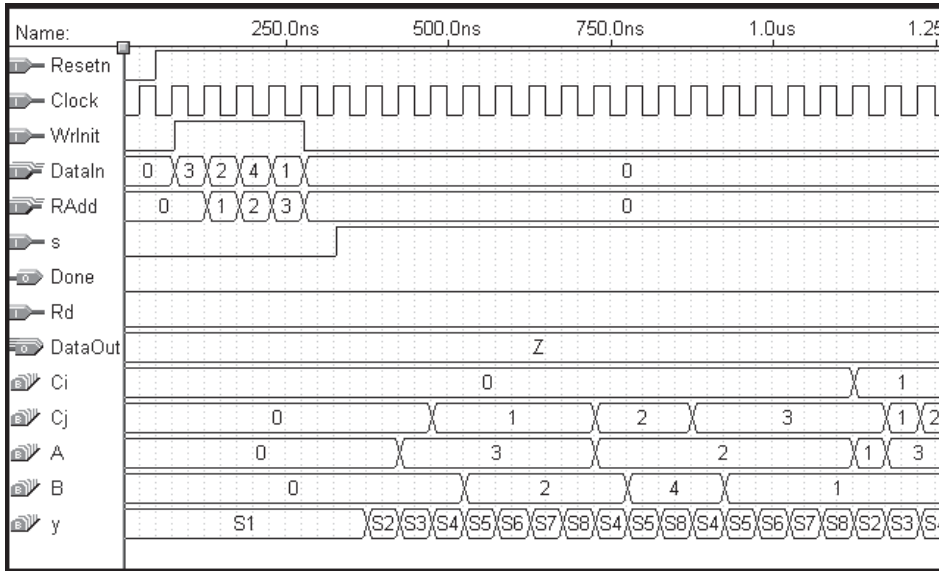 Name: 250.0ns 500.0ns 750.0ns 1.0us 1.25
Resetn
Clock
WrInit
DataIn 0 3 2 4 1 0
RAdd 0 1 2 3 0
s
Done
Rd
DataOut Z
Ci 0 1
Cj 0 1 2 3 1 2
A 0 3 2 1 3
B 0 2 4 1
y S1 S2 S3 S4 S5 S6 S7 S8 S4 S5 S8 S4 S5 S6 S7 S8 S2 S3 S4